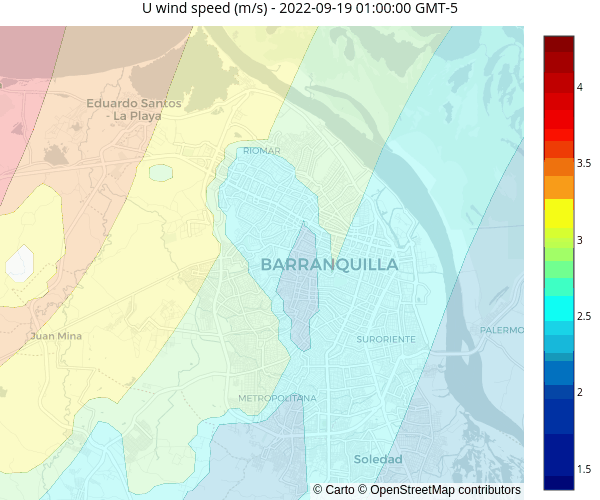 U wind speed (m/s) - 2022-09-19 01:00:00 GMT-5
4
Eduardo Santos
- La Playa
RIOMAR
3.5
3
BARRANQUILLA
2.5
Juan Mina
SURORIENTE
PALERMO
METROPOLITANA
2
Soledad
1.5
© Carto © OpenStreetMap contributors